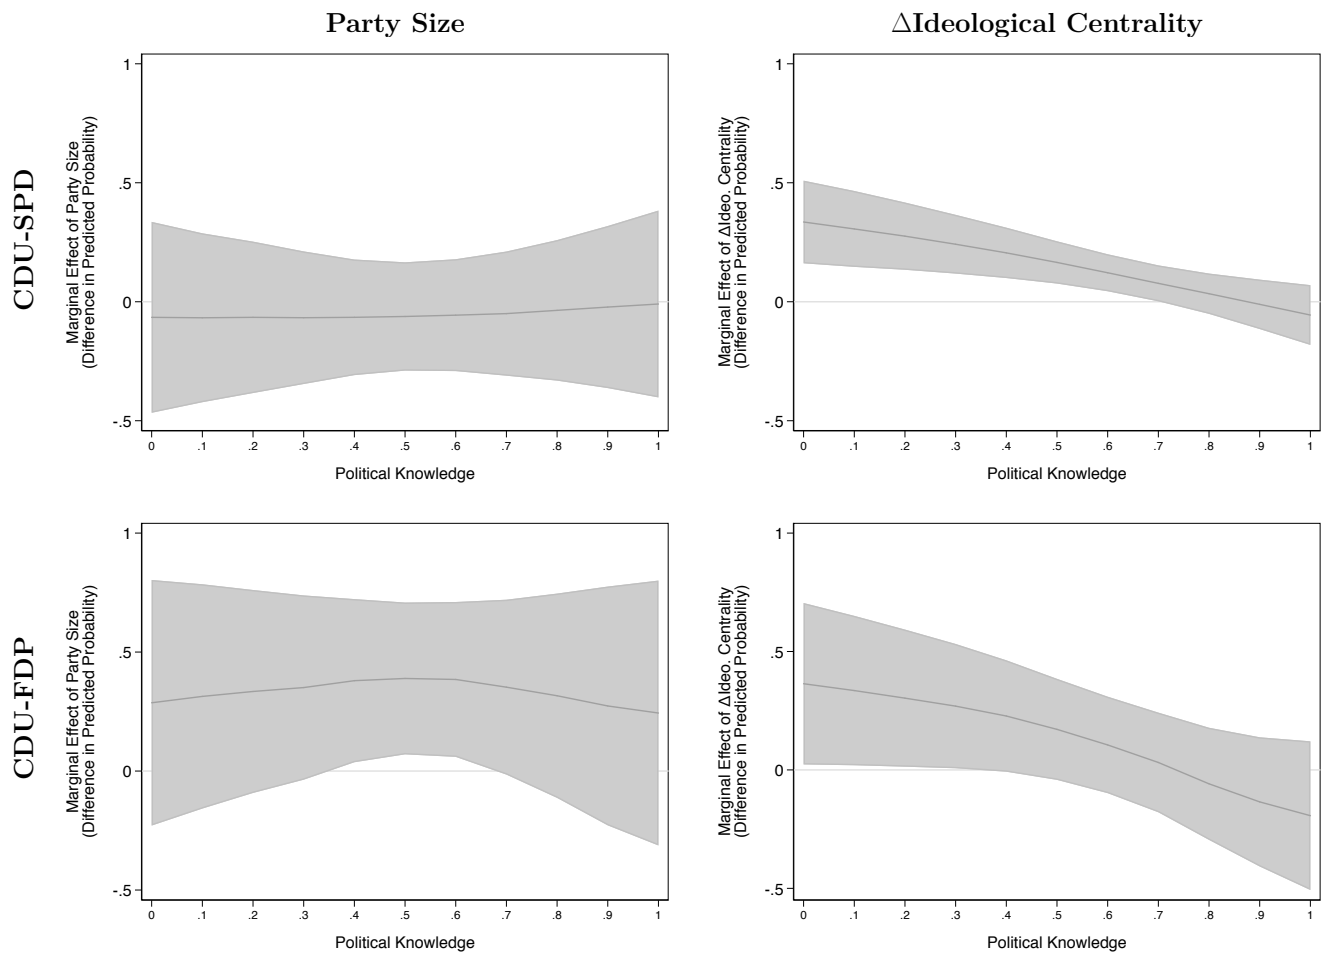 Party Size
ΔIdeological Centrality
CDU-SPD
Marginal Effect of Party Size
(Difference in Predicted Probability)
1
.5
0
-.5
0 .1 .2 .3 .4 .5 .6 .7 .8 .9 1
Political Knowledge
Marginal Effect of ΔIdeo. Centrality
(Difference in Predicted Probability)
1
.5
0
-.5
0 .1 .2 .3 .4 .5 .6 .7 .8 .9 1
Political Knowledge
CDU-FDP
Marginal Effect of Party Size
(Difference in Predicted Probability)
1
.5
0
-.5
0 .1 .2 .3 .4 .5 .6 .7 .8 .9 1
Political Knowledge
Marginal Effect of ΔIdeo. Centrality
(Difference in Predicted Probability)
1
.5
0
-.5
0 .1 .2 .3 .4 .5 .6 .7 .8 .9 1
Political Knowledge